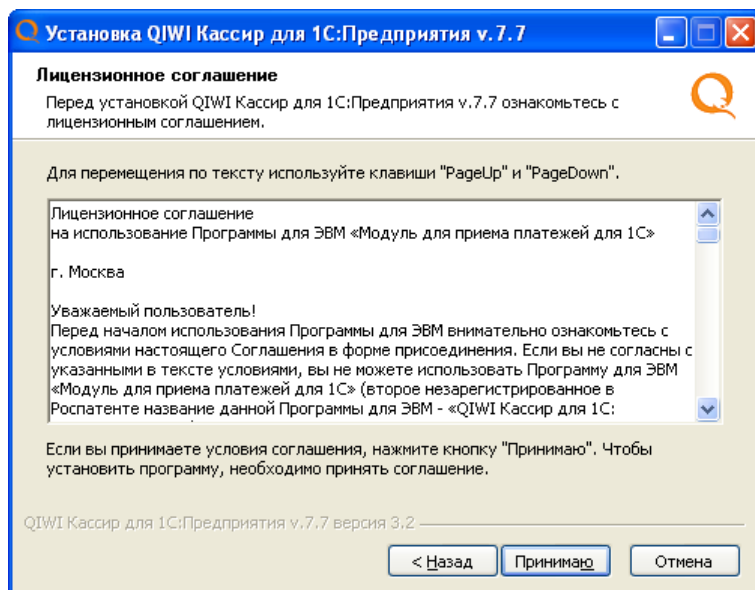 Установка QIWI Кассир для 1С:Предприятия v.7.7
Лицензионное соглашение
Перед установкой QIWI Кассир для 1С:Предприятия v.7.7 ознакомьтесь с
лицензионным соглашением.
Для перемещения по тексту используйте клавиши "PageUp" и "PageDown".
Лицензионное соглашение
на использование Программы для ЭВМ «Модуль для приема платежей для 1С»
г. Москва
Уважаемый пользователь!
Перед началом использования Программы для ЭВМ внимательно ознакомьтесь с
условиями настоящего Соглашения в форме присоединения. Если вы не согласны с
указанными в тексте условиями, вы не можете использовать Программу для ЭВМ
«Модуль для приема платежей для 1С» (второе незарегистрированное в
Роспатенте название данной Программы для ЭВМ - «QIWI Кассир для 1С:
Если вы принимаете условия соглашения, нажмите кнопку "Принимаю". Чтобы
установить программу, необходимо принять соглашение.
QIWI Кассир для 1С:Предприятия v.7.7 версия 3.2
< Назад Принимаю Отмена